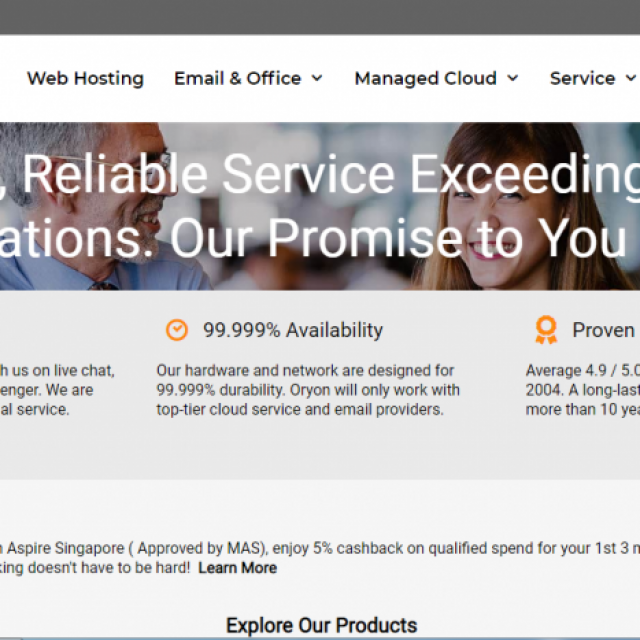 Web Hosting Email & Office Managed Cloud Service
, Reliable Service Exceeding
ations. Our Promise to You
99.999% Availability
Proven
h us on live chat,
enger. We are
al service.
Our hardware and network are designed for
99.999% durability. Oryon will only work with
top-tier cloud service and email providers.
Average 4.9 / 5.0
2004. A long-last
more than 10 yea
Aspire Singapore ( Approved by MAS), enjoy 5% cashback on qualified spend for your 1st 3 m
king doesn't have to be hard! Learn More
Explore Our Products